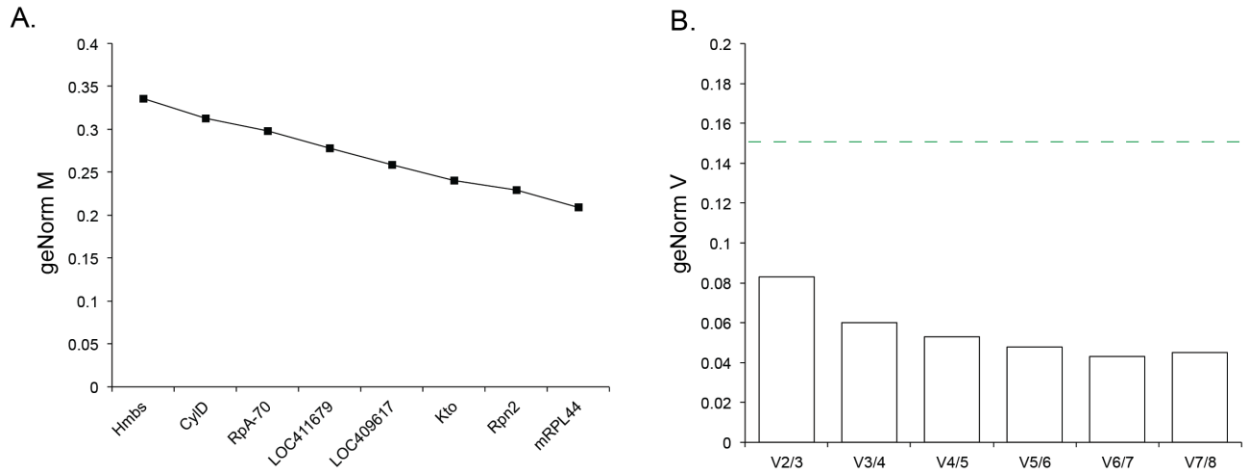 A.
geNorm M
0.4
0.35
0.3
0.25
0.2
0.15
0.1
0.05
0
Hmbs
CylD
RpA-70
LOC411679
LOC409617
Kto
Rpn2
mRPL44
B.
geNorm V
0.2
0.18
0.16
0.14
0.12
0.1
0.08
0.06
0.04
0.02
0
V2/3
V3/4
V4/5
V5/6
V6/7
V7/8